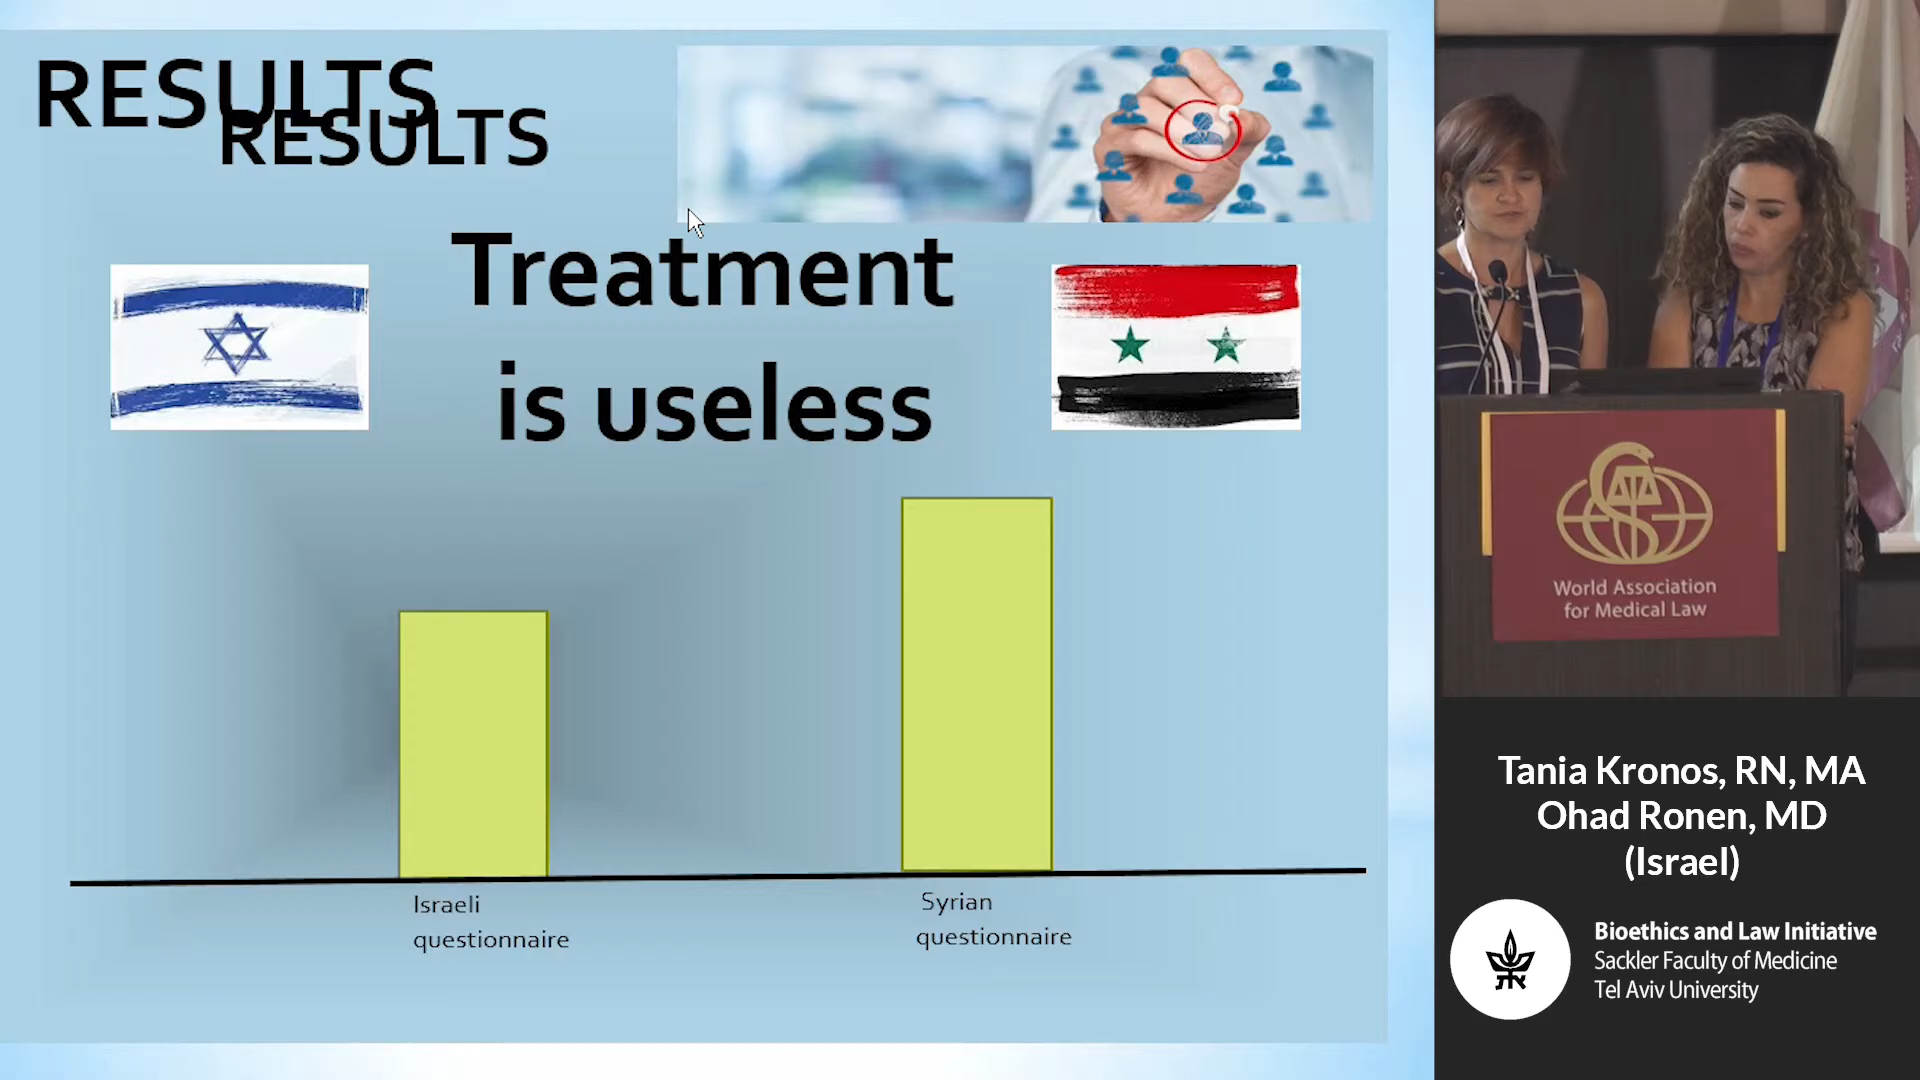 RESULTS
RESULTS
Treatment
is useless
Israeli
questionnaire
Syrian
questionnaire
World Association
for Medical Law
Tania Kronos, RN, MA
Ohad Ronen, MD
(Israel)
Bioethics and Law Initiative
Sackler Faculty of Medicine
Tel Aviv University